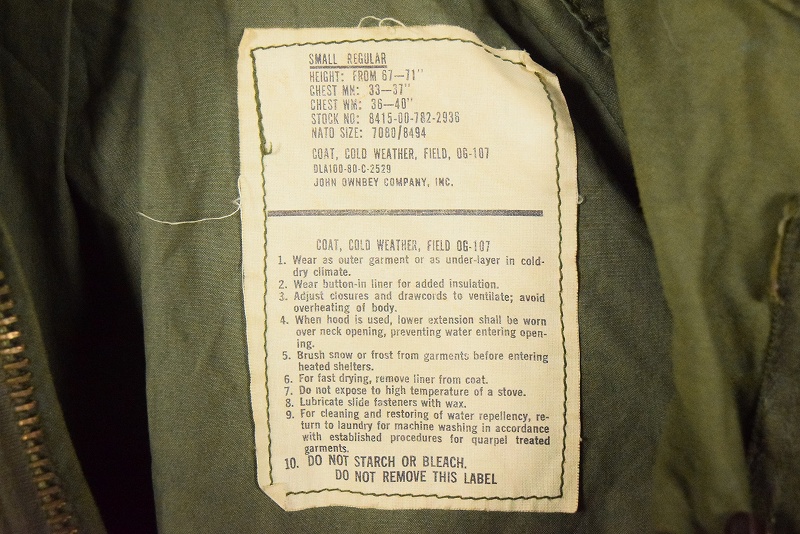 SMALL REGULAR
HEIGHT: FROM 67—71"
CHEST MN: 33—37"
CHEST WM: 36—40"
STOCK NO: 8415-00-782-2936
NATO SIZE: 7080/8494
COAT, COLD WEATHER, FIELD, OG-107
DLA100-80-C-2529
JOHN OWNBEY COMPANY, INC.
COAT, COLD WEATHER, FIELD OG-107
1. Wear as outer garment or as under-layer in cold-
dry climate.
2. Wear button-in liner for added insulation.
3. Adjust closures and drawcords to ventilate; avoid
overheating of body.
4. When hood is used, lower extension shall be worn
over neck opening, preventing water entering open-
ing.
5. Brush snow or frost from garments before entering
heated shelters.
6. For fast drying, remove liner from coat.
7. Do not expose to high temperature of a stove.
8. Lubricate slide fasteners with wax.
9. For cleaning and restoring of water repellency, re-
turn to laundry for machine washing in accordance
with established procedures for quarpel treated
garments.
10. DO NOT STARCH OR BLEACH.
DO NOT REMOVE THIS LABEL